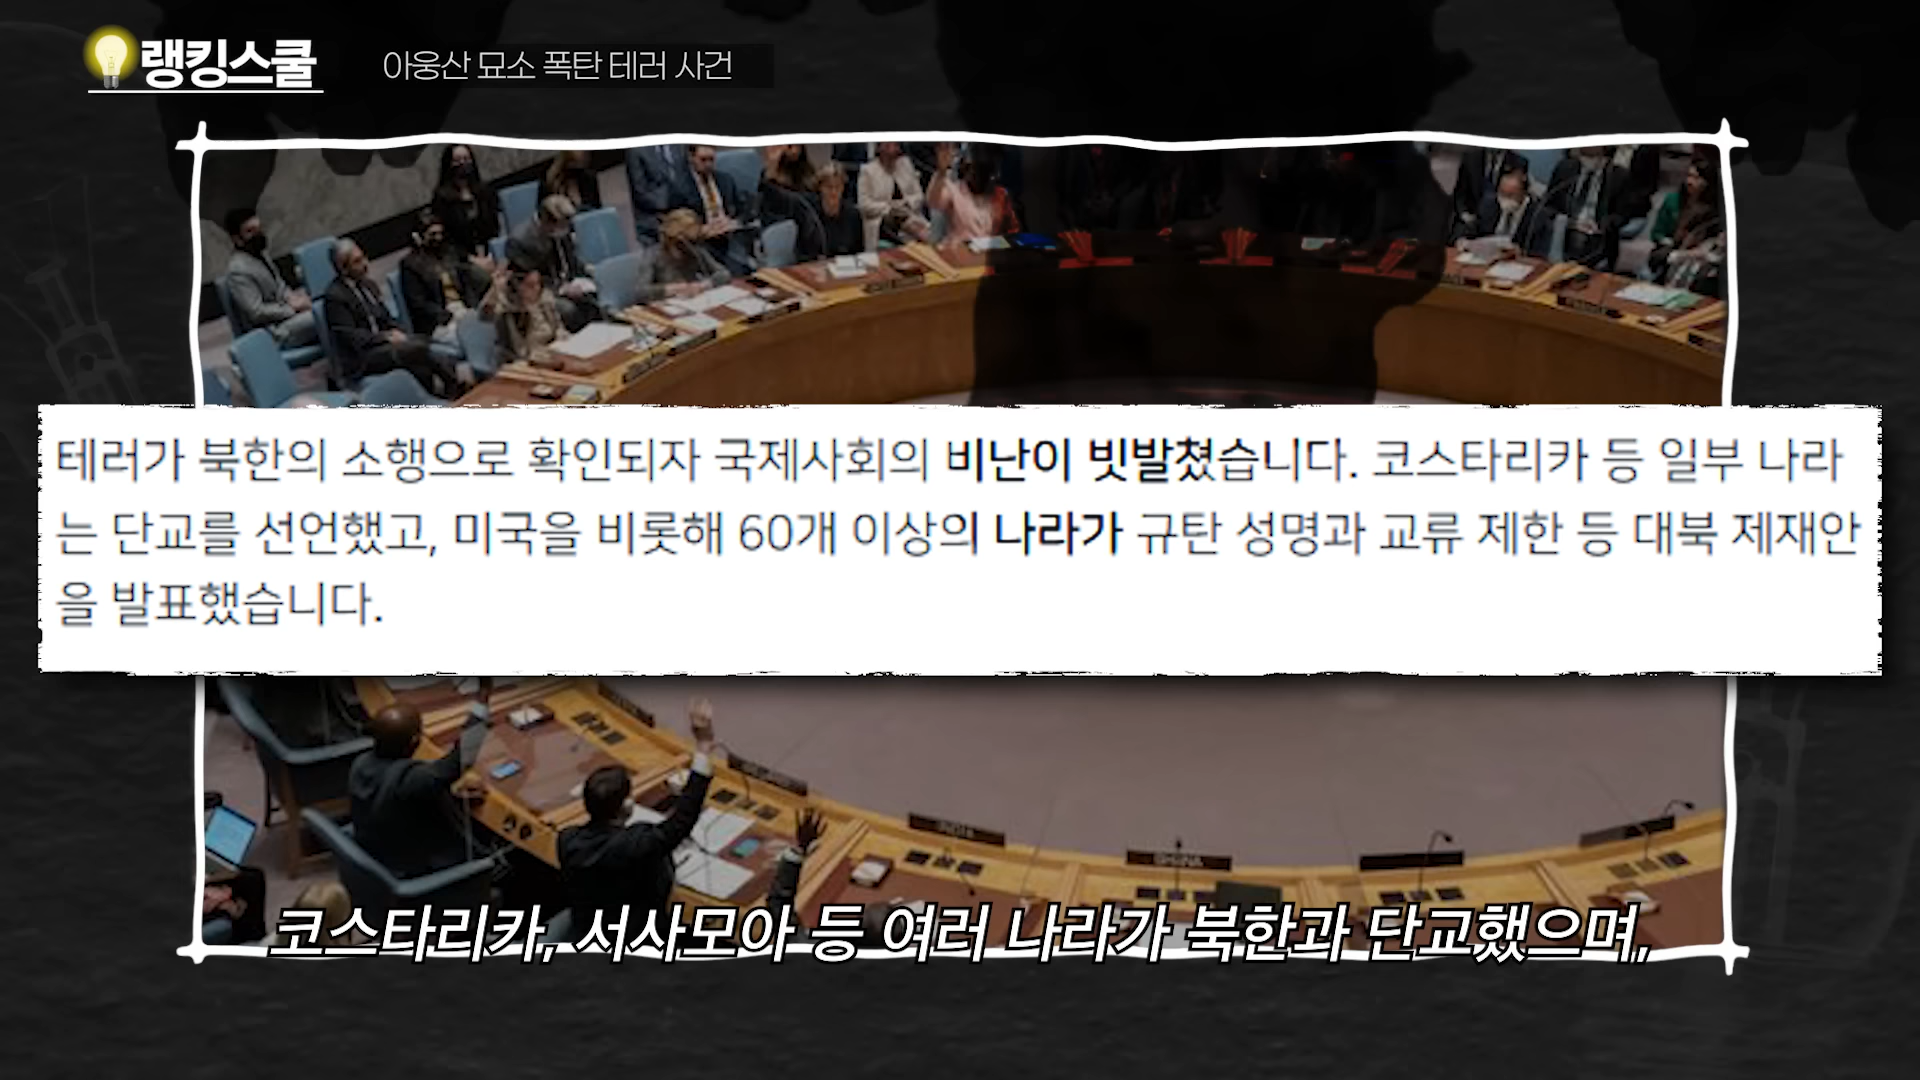 랭킹스쿨
아웅산 묘소 폭탄 테러 사건
테러가 북한의 소행으로 확인되자 국제사회의 비난이 빗발쳤습니다. 코스타리카 등 일부 나라
는 단교를 선언했고, 미국을 비롯해 60개 이상의 나라가 규탄 성명과 교류 제한 등 대북 제재안
을 발표했습니다.
CHINA
코스타리카, 서사모아 등 여러 나라가 북한과 단교했으며,